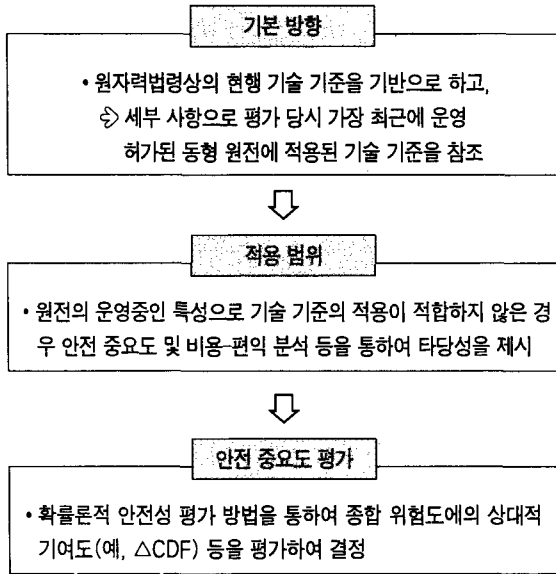 기본 방향
• 원자력법령상의 현행 기술 기준을 기반으로 하고,
➪ 세부 사항으로 평가 당시 가장 최근에 운영
허가된 동형 원전에 적용된 기술 기준을 참조
적용 범위
• 원전의 운영중인 특성으로 기술 기준의 적용이 적합하지 않은 경
우 안전 중요도 및 비용-편익 분석 등을 통하여 타당성을 제시
안전 중요도 평가
• 확률론적 안전성 평가 방법을 통하여 종합 위험도에의 상대적
기여도(예, △CDF) 등을 평가하여 결정